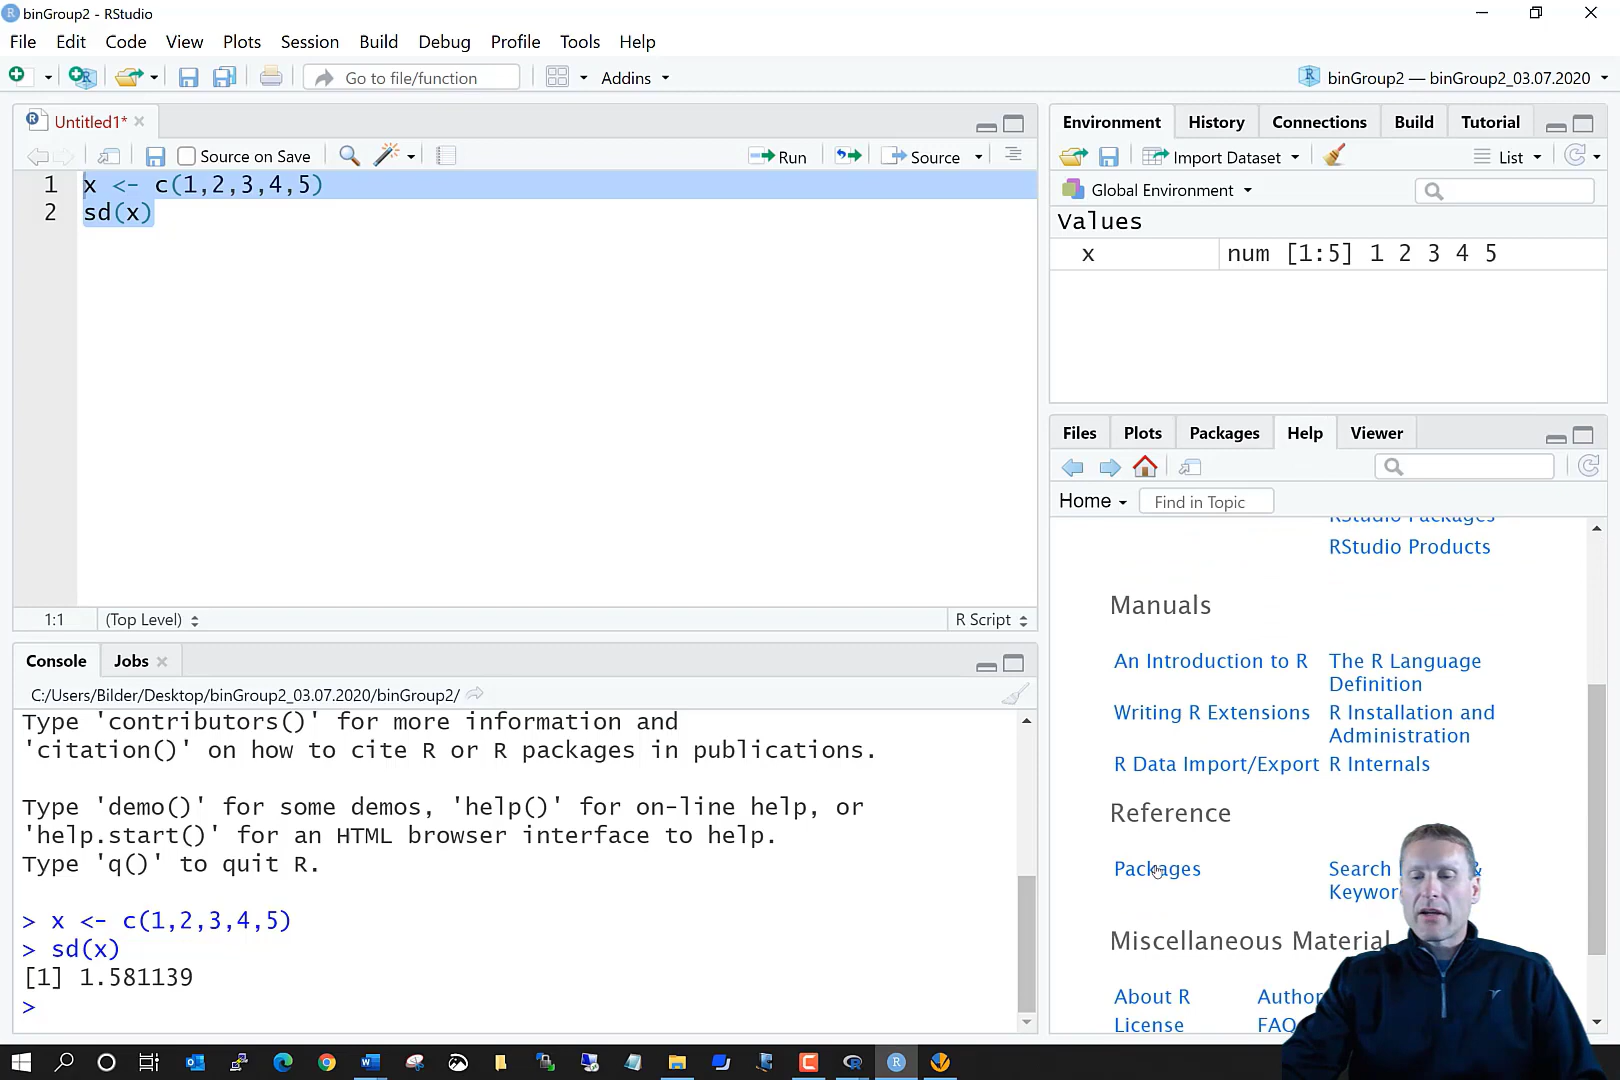 binGroup2 - RStudio
File Edit Code View Plots Session Build Debug Profile Tools Help
Go to file/function Addins binGroup2 — binGroup2_03.07.2020
Untitled1*
Source on Save Run Source
1 x <- c(1,2,3,4,5)
2 sd(x)
1:1 (Top Level) R Script
Console Jobs
C:/Users/Bilder/Desktop/binGroup2_03.07.2020/binGroup2/
Type 'contributors()' for more information and
'citation()' on how to cite R or R packages in publications.
Type 'demo()' for some demos, 'help()' for on-line help, or
'help.start()' for an HTML browser interface to help.
Type 'q()' to quit R.
> x <- c(1,2,3,4,5)
> sd(x)
[1] 1.581139
>
Environment History Connections Build Tutorial
Import Dataset List
Global Environment
Values
x num [1:5] 1 2 3 4 5
Files Plots Packages Help Viewer
Home Find in Topic
RStudio Packages
RStudio Products
Manuals
An Introduction to R The R Language
Definition
Writing R Extensions R Installation and
Administration
R Data Import/Export R Internals
Reference
Packages Search &
Miscellaneous Material
About R
License FAQ